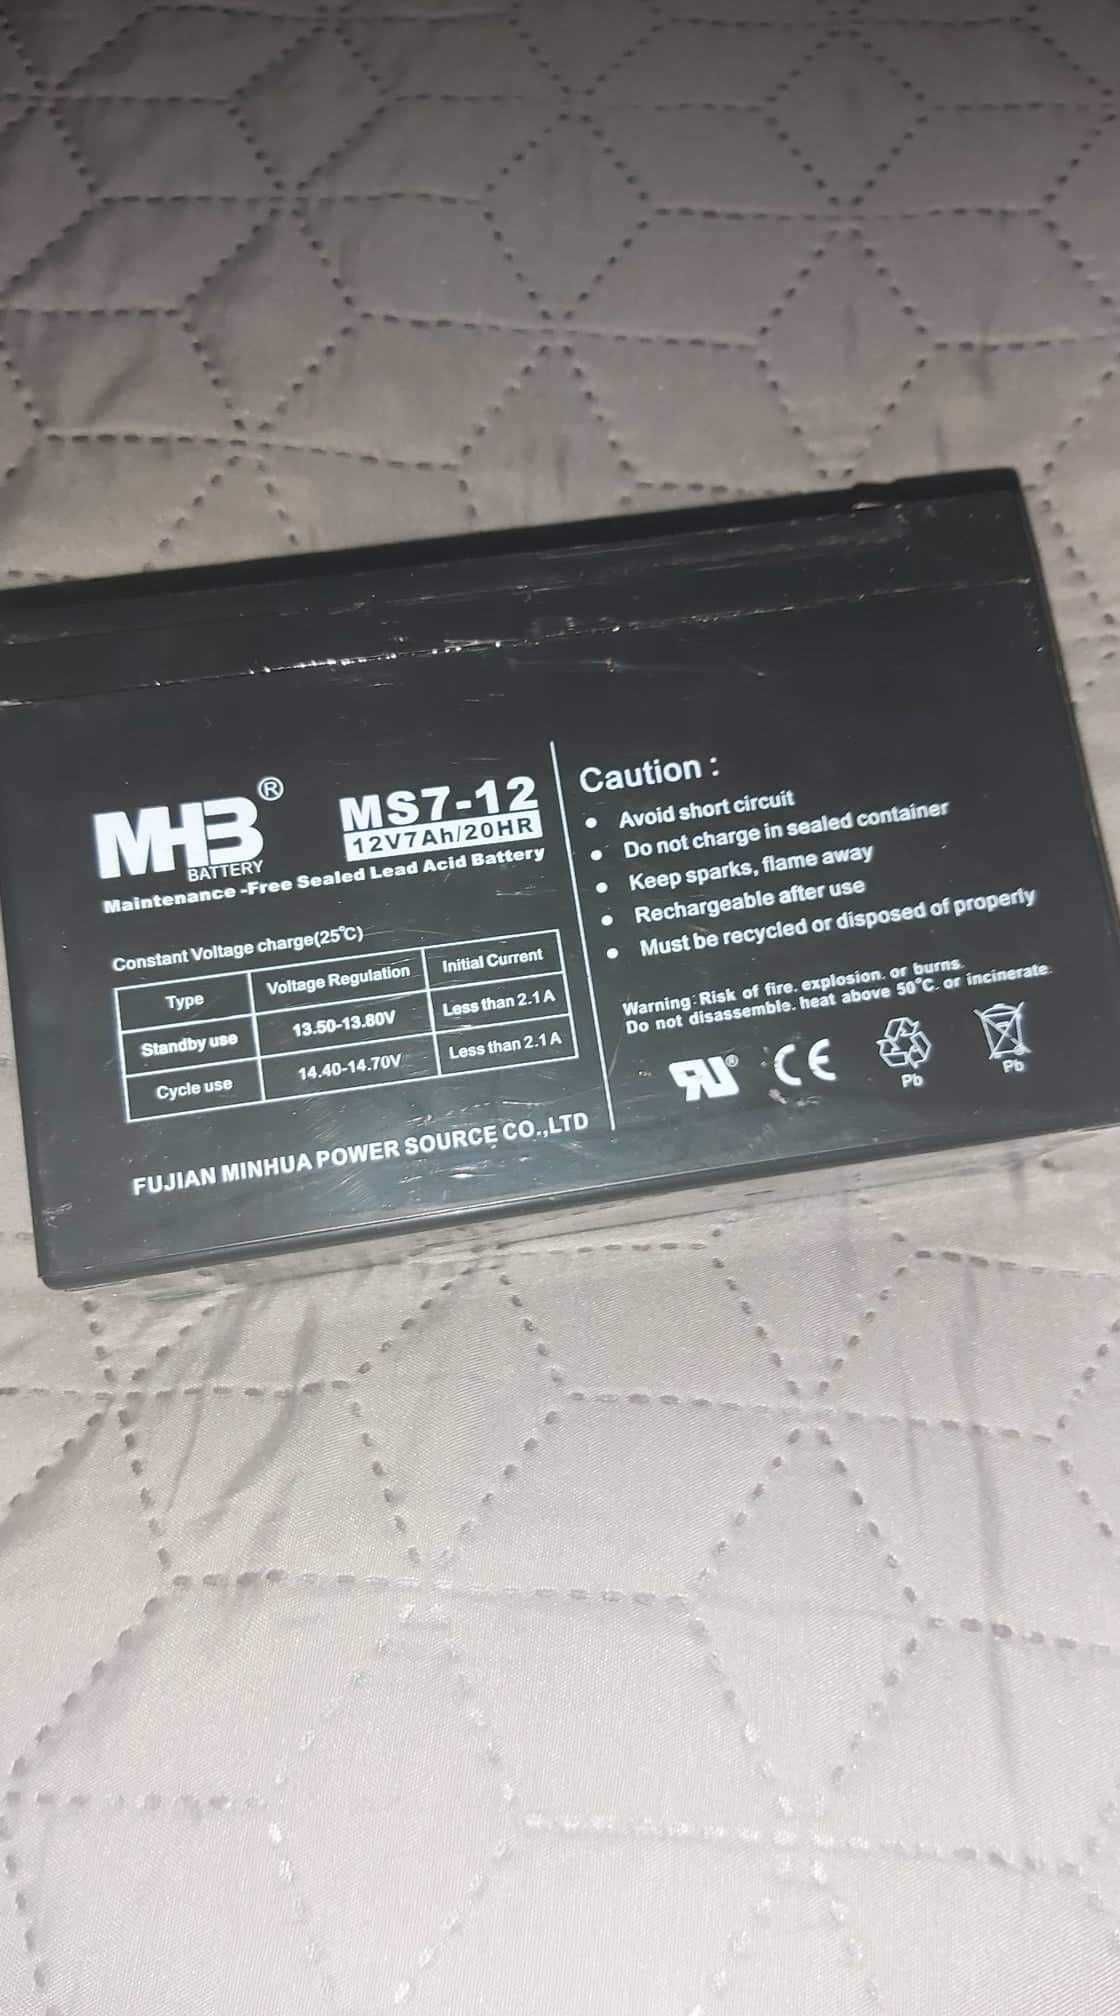 MHB®
BATTERY
MS7-12
12V7Ah/20HR
Maintenance -Free Sealed Lead Acid Battery
Constant Voltage charge(25℃)
Type Voltage Regulation Initial Current
Standby use 13.50-13.80V Less than 2.1A
Cycle use 14.40-14.70V Less than 2.1A
FUJIAN MINHUA POWER SOURCE CO.,LTD
Caution :
• Avoid short circuit
• Do not charge in sealed container
• Keep sparks, flame away
• Rechargeable after use
• Must be recycled or disposed of properly
Warning: Risk of fire. explosion. or burns.
Do not disassemble. heat above 50°C. or incinerate.
RU® CE
Pb Pb